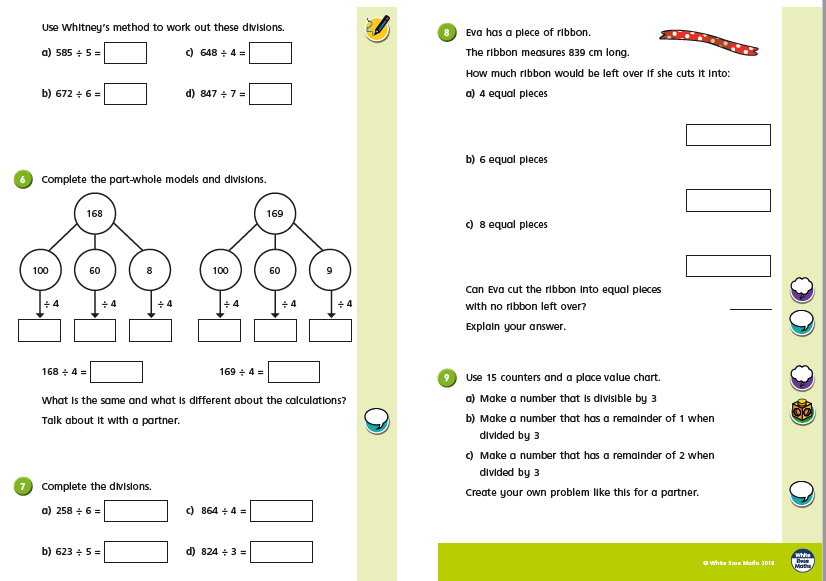 Use Whitney's method to work out these divisions.
a) 585 ÷ 5 =
c) 648 ÷ 4 =
b) 672 ÷ 6 =
d) 847 ÷ 7 =
6 Complete the part-whole models and divisions.
168
100 60 8
÷ 4 ÷ 4 ÷ 4
168 ÷ 4 =
169
100 60 9
÷ 4 ÷ 4 ÷ 4
169 ÷ 4 =
What is the same and what is different about the calculations?
Talk about it with a partner.
7 Complete the divisions.
a) 258 ÷ 6 =
c) 864 ÷ 4 =
b) 623 ÷ 5 =
d) 824 ÷ 3 =
8 Eva has a piece of ribbon.
The ribbon measures 839 cm long.
How much ribbon would be left over if she cuts it into:
a) 4 equal pieces
b) 6 equal pieces
c) 8 equal pieces
Can Eva cut the ribbon into equal pieces
with no ribbon left over?
Explain your answer.
9 Use 15 counters and a place value chart.
a) Make a number that is divisible by 3
b) Make a number that has a remainder of 1 when
divided by 3
c) Make a number that has a remainder of 2 when
divided by 3
Create your own problem like this for a partner.
© White Rose Maths 2019
White
Rose
Maths